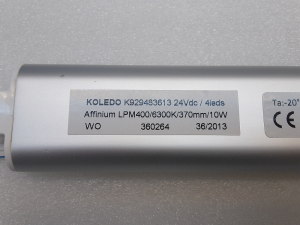 KOLEDO K929483613 24Vdc / 4leds
Affinium LPM400/6300K/370mm/10W
WO 360264 36/2013
Ta:-20°
CE